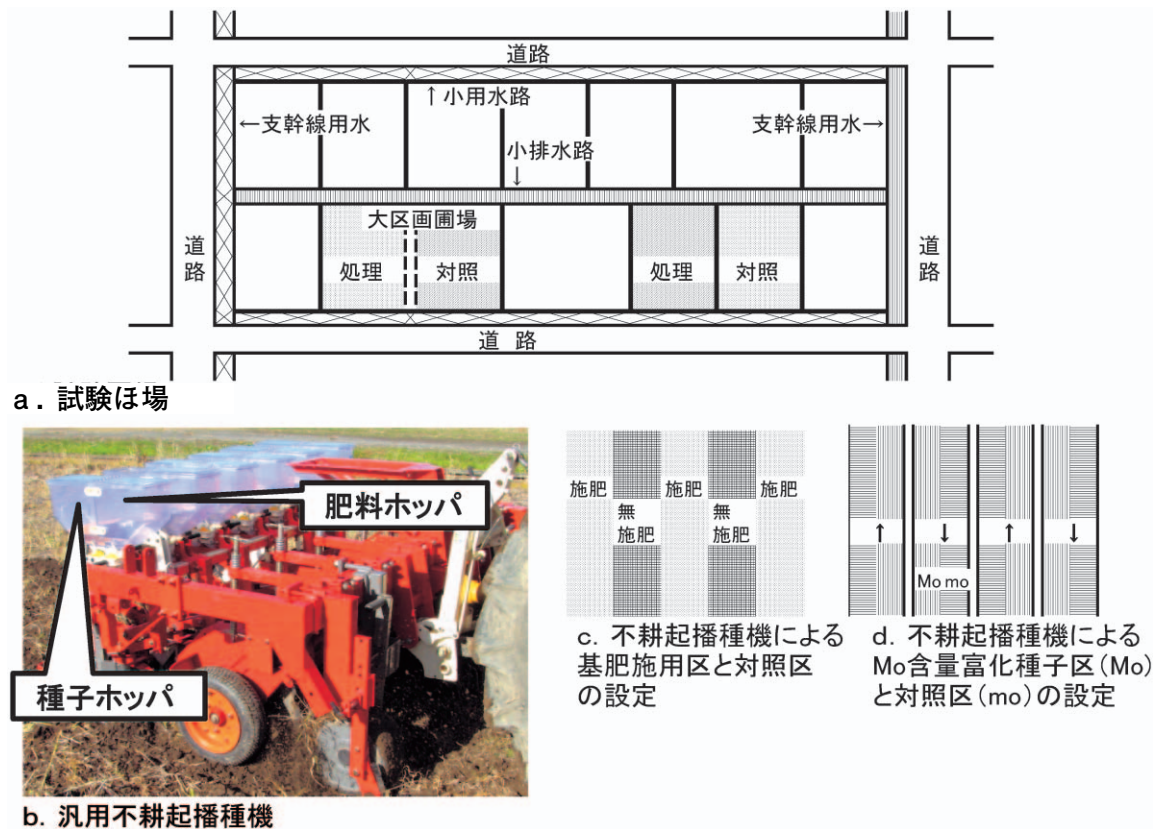 道路
↑小用水路
←支幹線用水
支幹線用水→
小排水路
↓
大区画圃場
処理
対照
処理
対照
道路
道路
道 路
a. 試験ほ場
肥料ホッパ
種子ホッパ
b. 汎用不耕起播種機
施肥
施肥
施肥
無
施肥
無
施肥
c. 不耕起播種機による
基肥施用区と対照区
の設定
↑
↓
↑
↓
Mo mo
d. 不耕起播種機による
Mo含量富化種子区(Mo)
と対照区(mo)の設定